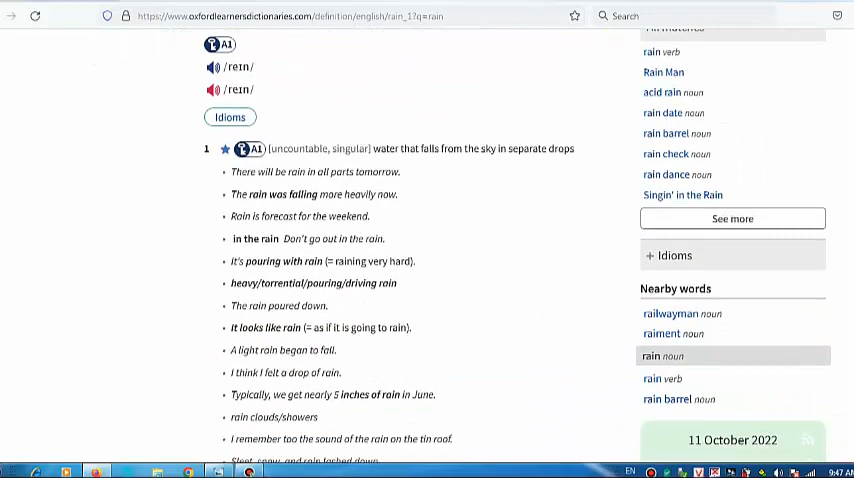 https://www.oxfordlearnersdictionaries.com/definition/english/rain_1?q=rain
Search
A1
/reɪn/
/reɪn/
Idioms
1 A1 [uncountable, singular] water that falls from the sky in separate drops
There will be rain in all parts tomorrow.
The rain was falling more heavily now.
Rain is forecast for the weekend.
in the rain Don't go out in the rain.
It's pouring with rain (= raining very hard).
heavy/torrential/pouring/driving rain
The rain poured down.
It looks like rain (= as if it is going to rain).
A light rain began to fall.
I think I felt a drop of rain.
Typically, we get nearly 5 inches of rain in June.
rain clouds/showers
I remember too the sound of the rain on the tin roof.
Sleet, snow, and rain lashed down
All matches
rain verb
Rain Man
acid rain noun
rain date noun
rain barrel noun
rain check noun
rain dance noun
Singin' in the Rain
See more
+ Idioms
Nearby words
railwayman noun
raiment noun
rain noun
rain verb
rain barrel noun
11 October 2022
EN
9:47 AM